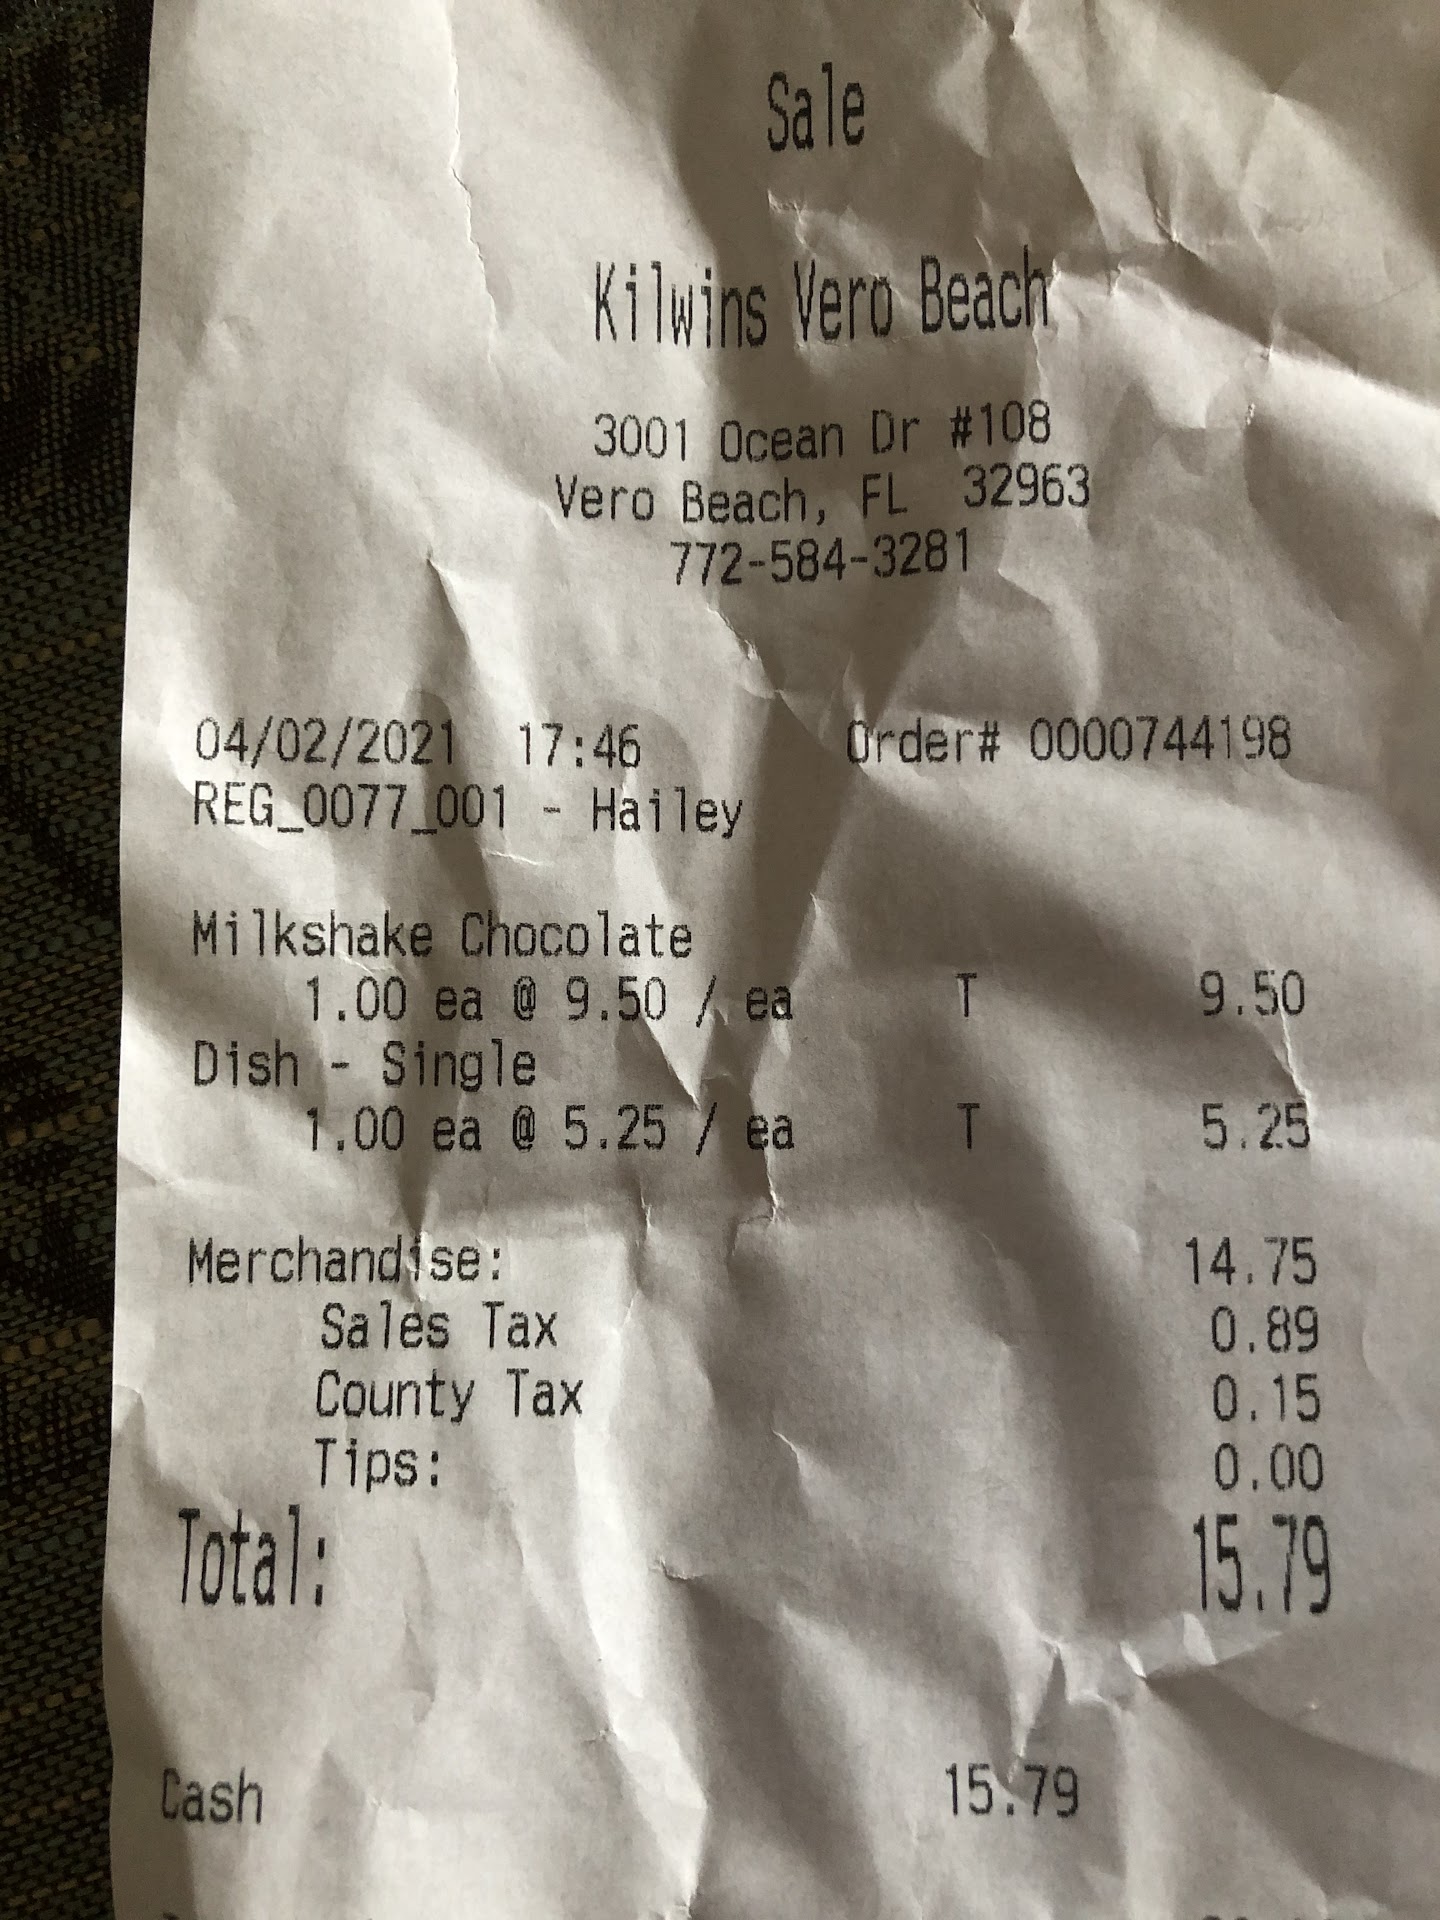 Sale
Kilwins Vero Beach
3001 Ocean Dr #108
Vero Beach, FL 32963
772-584-3281
04/02/2021 17:46 Order# 0000744198
REG_0077_001 - Hailey
Milkshake Chocolate
1.00 ea @ 9.50 / ea T 9.50
Dish - Single
1.00 ea @ 5.25 / ea T 5.25
Merchandise: 14.75
Sales Tax 0.89
County Tax 0.15
Tips: 0.00
Total: 15.79
Cash 15.79